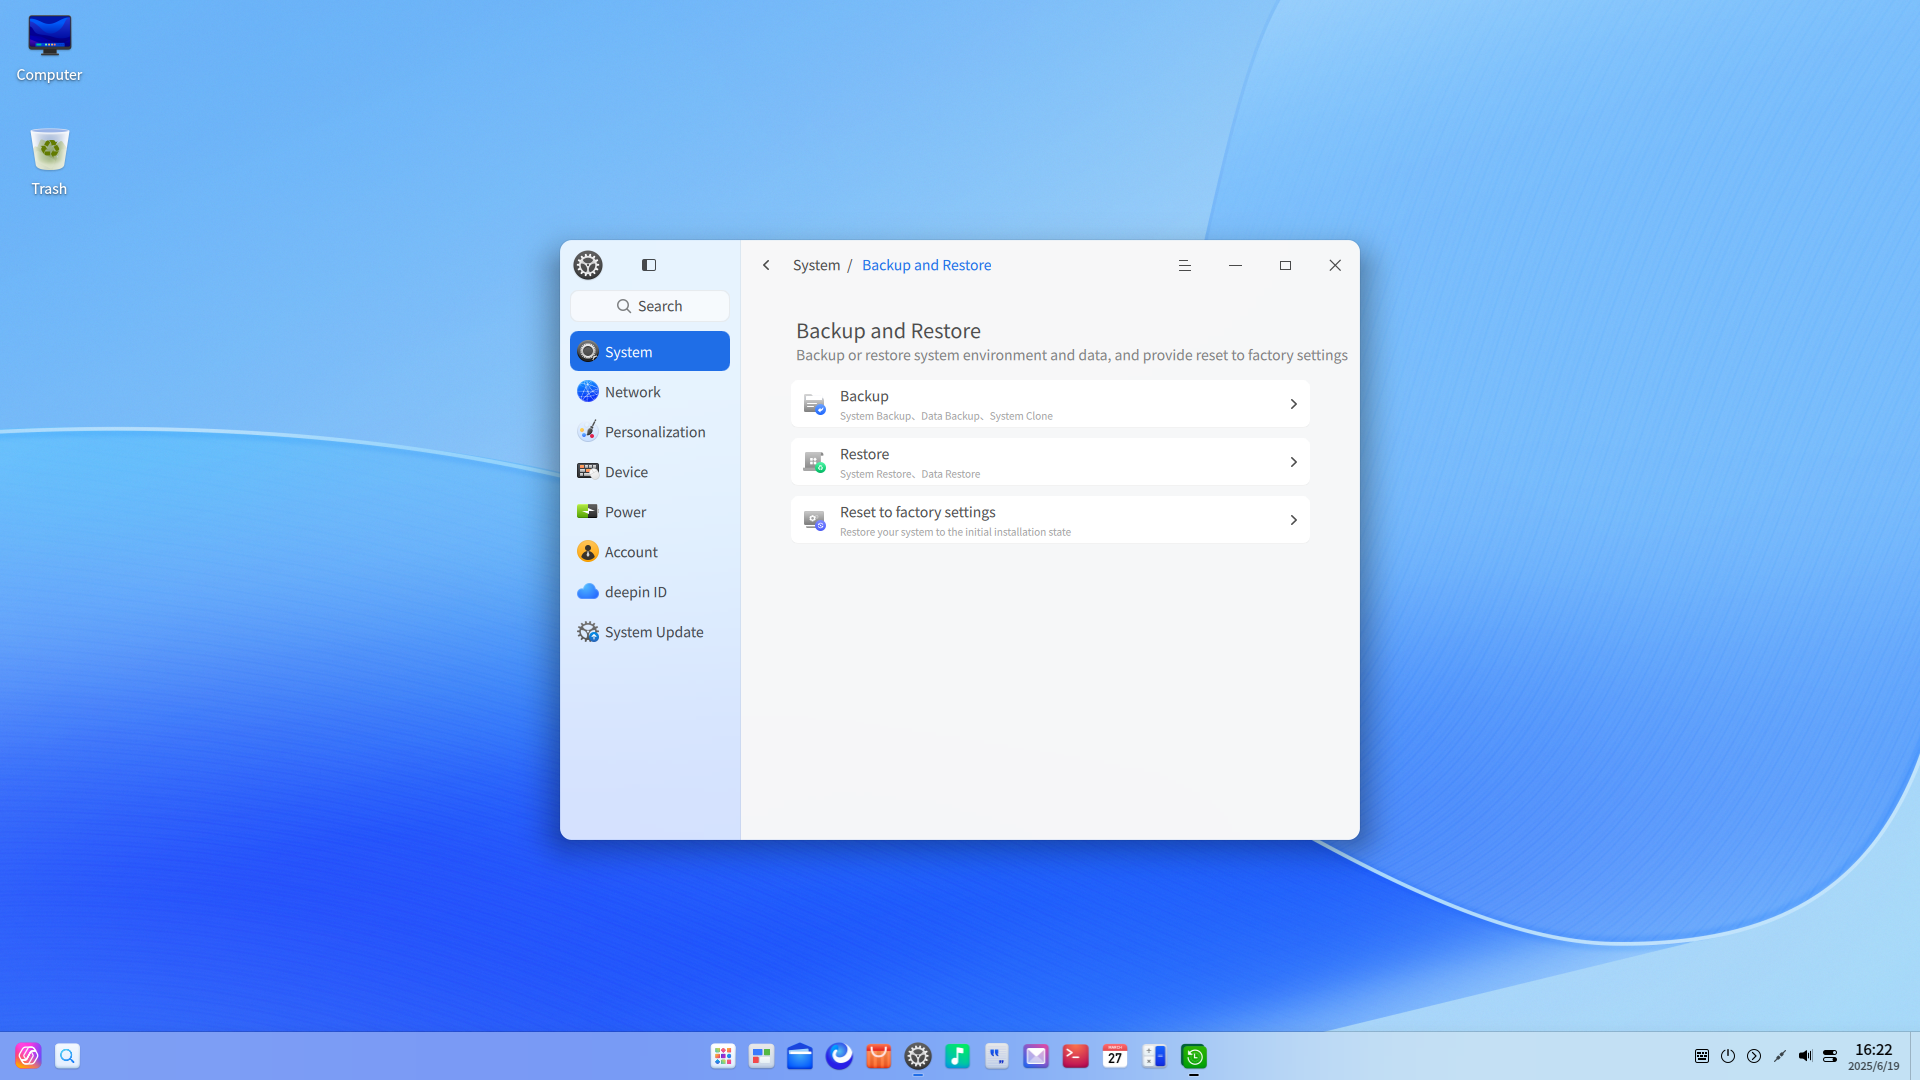 Computer
Trash
System / Backup and Restore
Search
System
Network
Personalization
Device
Power
Account
deepin ID
System Update
Backup and Restore
Backup or restore system environment and data, and provide reset to factory settings
Backup
System Backup、Data Backup、System Clone
Restore
System Restore、Data Restore
Reset to factory settings
Restore your system to the initial installation state
MARCH
27
16:22
2025/6/19